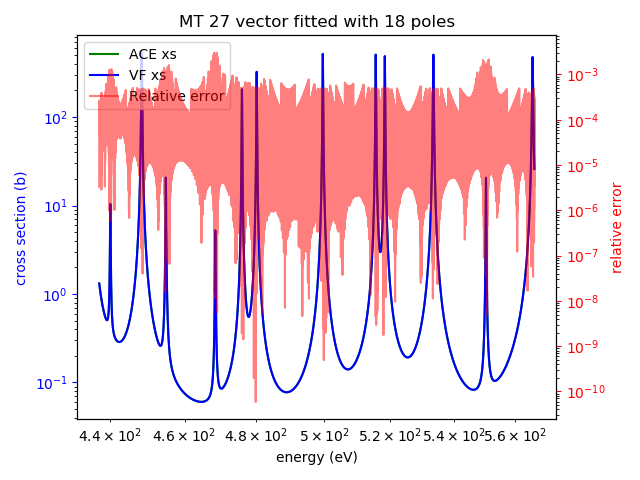 MT 27 vector fitted with 18 poles
ACE xs
VF xs
Relative error
cross section (b)
10²
10¹
10⁰
10⁻¹
10⁻³
10⁻⁴
10⁻⁵
10⁻⁶
10⁻⁷
10⁻⁸
10⁻⁹
10⁻¹⁰
relative error
4.4 × 10² 4.6 × 10² 4.8 × 10² 5 × 10² 5.2 × 10² 5.4 × 10² 5.6 × 10²
energy (eV)